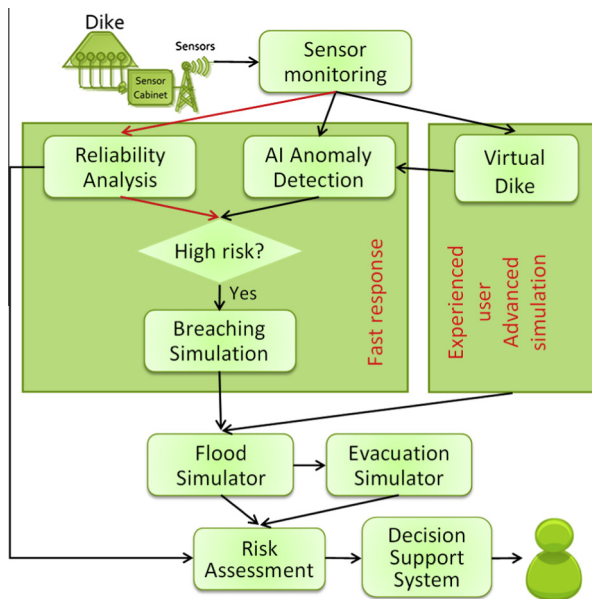 Dike
Sensors
Sensor
Cabinet
Sensor
monitoring
Reliability
Analysis
AI Anomaly
Detection
Virtual
Dike
High risk?
Yes
Breaching
Simulation
Fast response
Experienced
user
Advanced
simulation
Flood
Simulator
Evacuation
Simulator
Risk
Assessment
Decision
Support
System